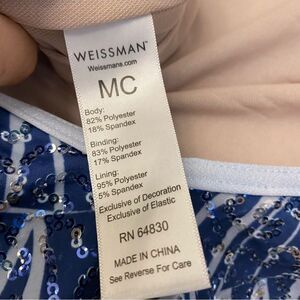 WEISSMAN™
Weissmans.com
MC
Body:
82% Polyester
18% Spandex
Binding:
83% Polyester
17% Spandex
Lining:
95% Polyester
5% Spandex
Exclusive of Decoration
Exclusive of Elastic
RN 64830
MADE IN CHINA
See Reverse For Care